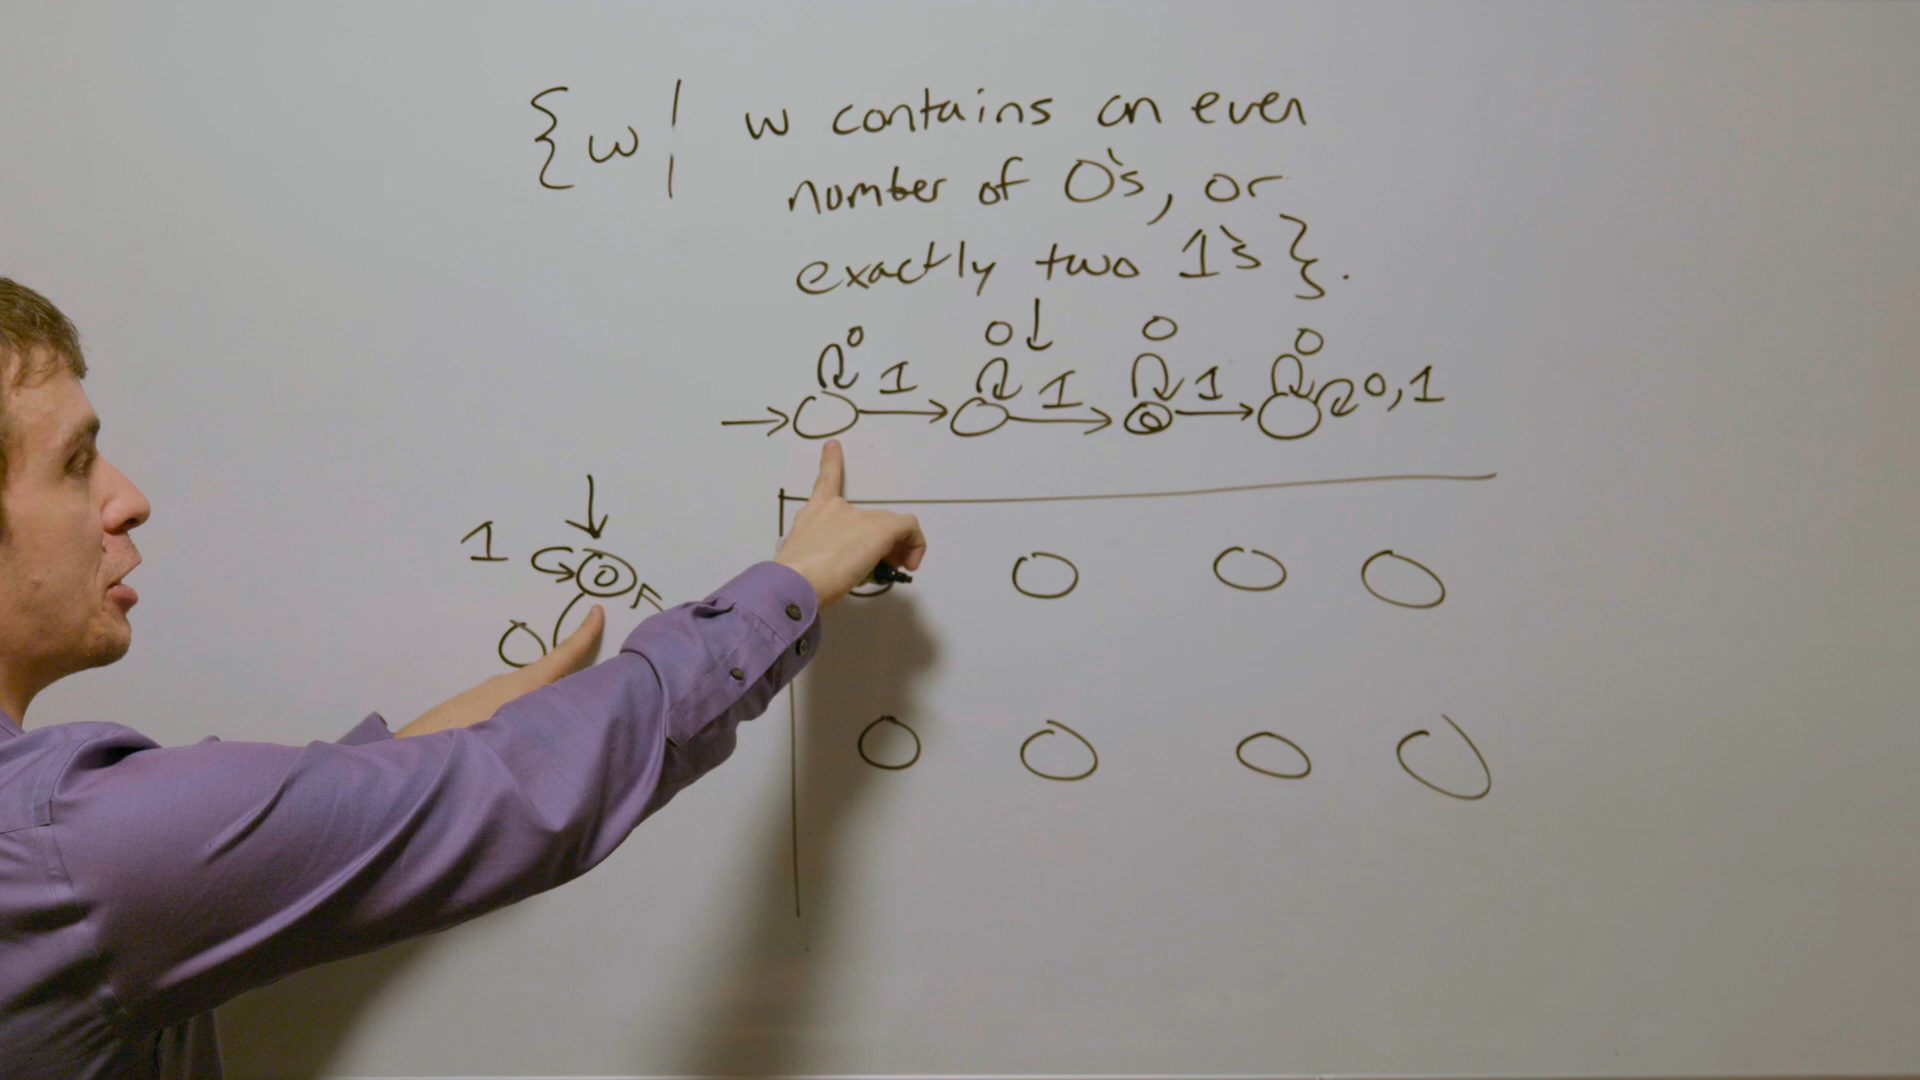 {w | w contains an even
number of 0's, or
exactly two 1's}.
0 0 0 0
1 1 1 0,1
1
0